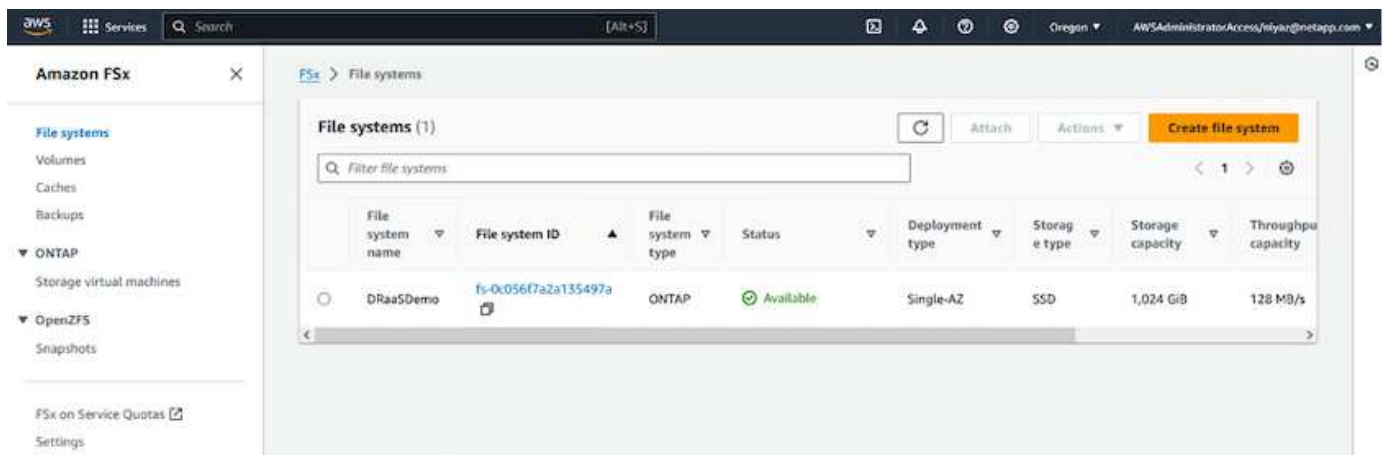 aws
Services
Search
[Alt+S]
Oregon
AWSAdministratorAccess/niyaz@netapp.com
Amazon FSx
File systems
Volumes
Caches
Backups
ONTAP
Storage virtual machines
OpenZFS
Snapshots
FSx on Service Quotas
Settings
FSx > File systems
File systems (1)
Attach
Actions
Create file system
Filter file systems
1
File
system
name
File system ID
File
system
type
Status
Deployment
type
Storag
e type
Storage
capacity
Throughpu
capacity
DRaaSDemo
fs-0c056f7a2a135497a
ONTAP
Available
Single-AZ
SSD
1,024 GiB
128 MB/s